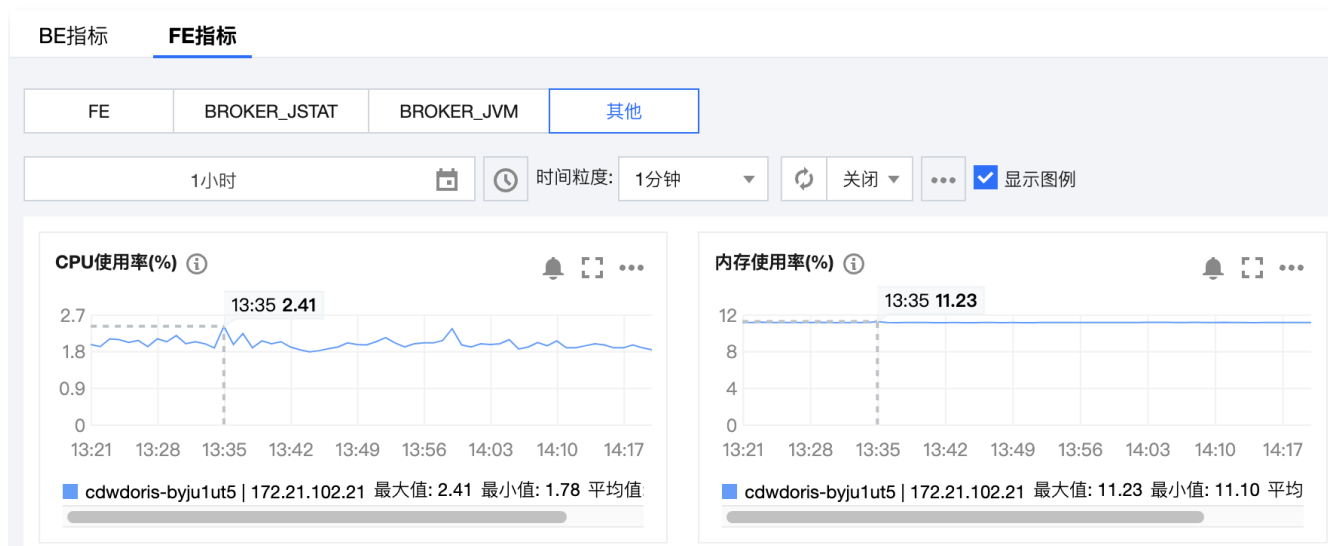 BE指标 FE指标
FE BROKER_JSTAT BROKER_JVM 其他
1小时 时间粒度: 1分钟 关闭 显示图例
CPU使用率(%)
13:35 2.41
2.7
1.8
0.9
0
13:21 13:28 13:35 13:42 13:49 13:56 14:03 14:10 14:17
cdwdoris-byju1ut5 | 172.21.102.21 最大值: 2.41 最小值: 1.78 平均值:
内存使用率(%)
13:35 11.23
12
8
4
0
13:21 13:28 13:35 13:42 13:49 13:56 14:03 14:10 14:17
cdwdoris-byju1ut5 | 172.21.102.21 最大值: 11.23 最小值: 11.10 平均